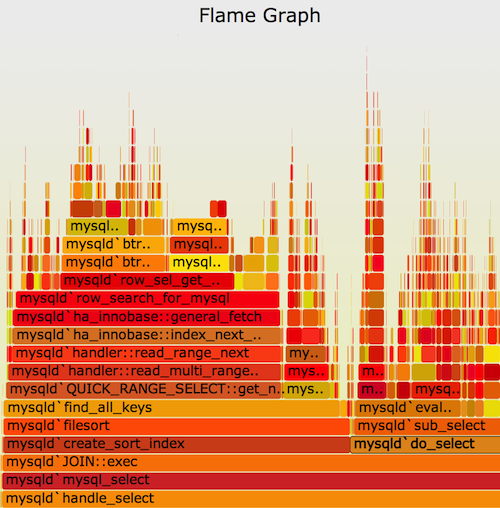 Flame Graph
mysql..
mysq..
mysqld`btr..
mysql..
mysqld`btr..
mysql..
mysqld`row_sel_get_..
mysqld`row_search_for_mysql
mysqld`ha_innobase::general_fetch
mysqld`ha_innobase::index_next_..
mysqld`handler::read_range_next
my..
mysqld`handler::read_multi_range..
mys..
m..
mysqld`QUICK_RANGE_SELECT::get_n..
mys..
m..
mysq..
mysqld`find_all_keys
mysqld`eval..
mysqld`filesort
mysqld`sub_select
mysqld`create_sort_index
mysqld`do_select
mysqld`JOIN::exec
mysqld`mysql_select
mysqld`handle_select